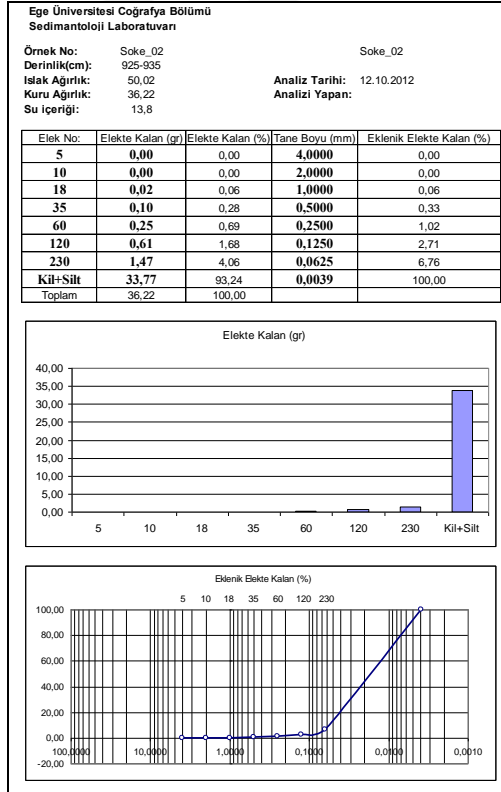 Ege Üniversitesi Coğrafya Bölümü
Sedimantoloji Laboratuvarı
Örnek No: Soke_02 Soke_02
Derinlik(cm): 925-935
Islak Ağırlık: 50,02 Analiz Tarihi: 12.10.2012
Kuru Ağırlık: 36,22 Analizi Yapan:
Su içeriği: 13,8
Elek No: Elekte Kalan (gr) Elekte Kalan (%) Tane Boyu (mm) Eklenik Elekte Kalan (%)
5 0,00 0,00 4,0000 0,00
10 0,00 0,00 2,0000 0,00
18 0,02 0,06 1,0000 0,06
35 0,10 0,28 0,5000 0,33
60 0,25 0,69 0,2500 1,02
120 0,61 1,68 0,1250 2,71
230 1,47 4,06 0,0625 6,76
Kil+Silt 33,77 93,24 0,0039 100,00
Toplam 36,22 100,00
Elekte Kalan (gr)
40,00
35,00
30,00
25,00
20,00
15,00
10,00
5,00
0,00
5 10 18 35 60 120 230 Kil+Silt
Eklenik Elekte Kalan (%)
5 10 18 35 60 120 230
100,00
80,00
60,00
40,00
20,00
0,00
100,0000 10,0000 1,0000 0,1000 0,0100 0,0010
-20,00